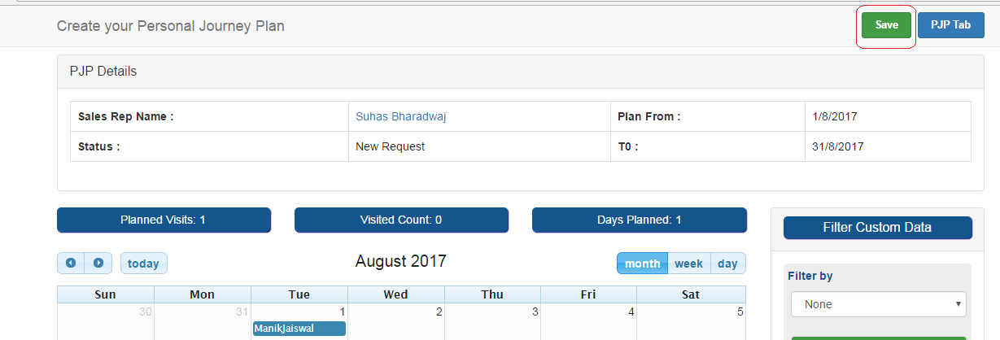 Create your Personal Journey Plan Save PJP Tab
PJP Details
Sales Rep Name : Suhas Bharadwaj Plan From : 1/8/2017
Status : New Request T0 : 31/8/2017
Planned Visits: 1 Visited Count: 0 Days Planned: 1 Filter Custom Data
today August 2017 month week day
Filter by
Sun Mon Tue Wed Thu Fri Sat
None
30 31 1 2 3 4 5
ManikJaiswal